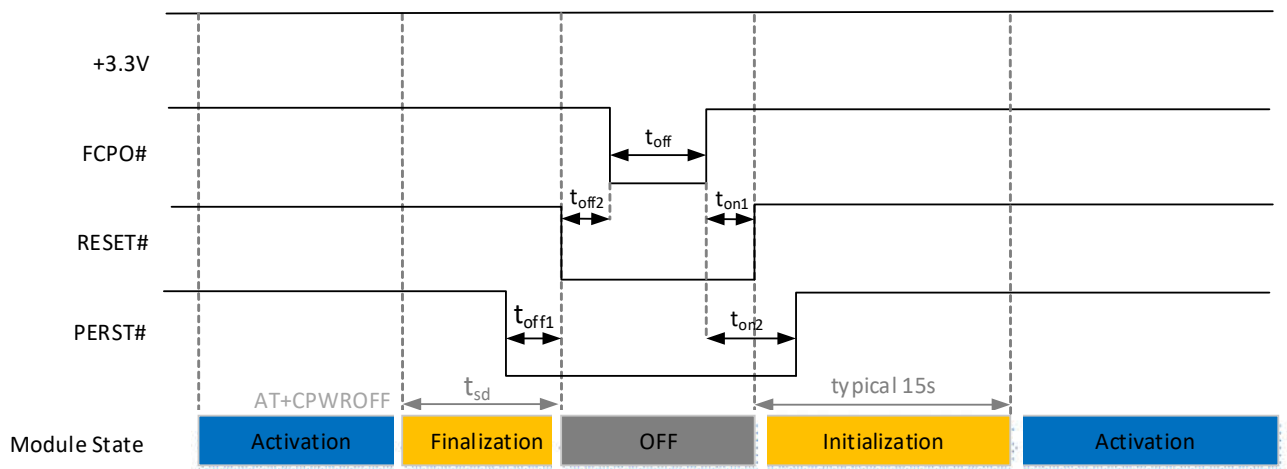 +3.3V
FCPO#
toff
toff2
ton1
RESET#
PERST#
toff1
ton2
AT+CPWROFF
tsd
typical 15s
Module State
Activation
Finalization
OFF
Initialization
Activation